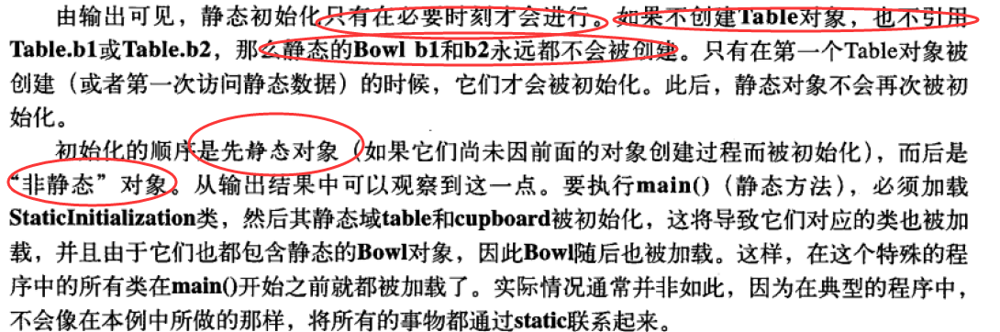 由输出可见，静态初始化只有在必要时刻才会进行。如果不创建Table对象，也不引用
Table.b1或Table.b2，那么静态的Bowl b1和b2永远都不会被创建。只有在第一个Table对象被
创建（或者第一次访问静态数据）的时候，它们才会被初始化。此后，静态对象不会再次被初
始化。
初始化的顺序是先静态对象（如果它们尚未因前面的对象创建过程而被初始化），而后是
“非静态”对象。从输出结果中可以观察到这一点。要执行main()（静态方法），必须加载
StaticInitialization类，然后其静态域table和cupboard被初始化，这将导致它们对应的类也被加
载，并且由于它们也都包含静态的Bowl对象，因此Bowl随后也被加载。这样，在这个特殊的程
序中的所有类在main()开始之前就都被加载了。实际情况通常并非如此，因为在典型的程序中，
不会像在本例中所做的那样，将所有的事物都通过static联系起来。